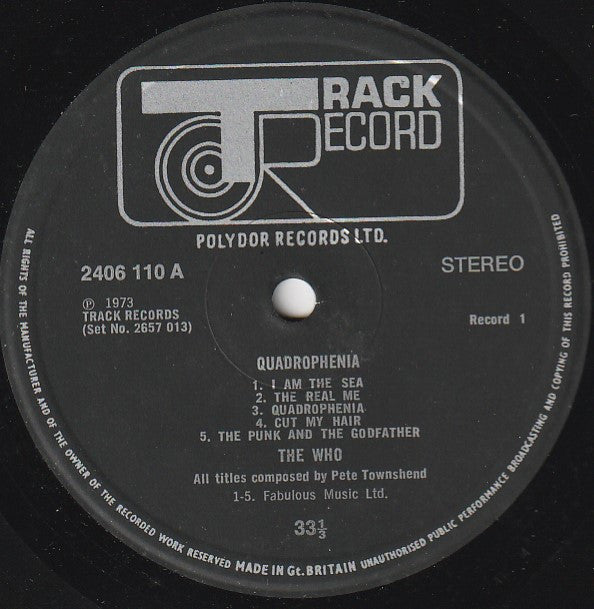 TRACK
RECORD
POLYDOR RECORDS LTD.
2406 110 A
STEREO
℗ 1973
TRACK RECORDS
(Set No. 2657 013)
Record 1
QUADROPHENIA
1. I AM THE SEA
2. THE REAL ME
3. QUADROPHENIA
4. CUT MY HAIR
5. THE PUNK AND THE GODFATHER
THE WHO
All titles composed by Pete Townshend
1-5. Fabulous Music Ltd.
33⅓
ALL RIGHTS OF THE MANUFACTURER AND OF THE OWNER OF THE RECORDED WORK RESERVED MADE IN Gt. BRITAIN UNAUTHORISED PUBLIC PERFORMANCE BROADCASTING AND COPYING OF THIS RECORD PROHIBITED